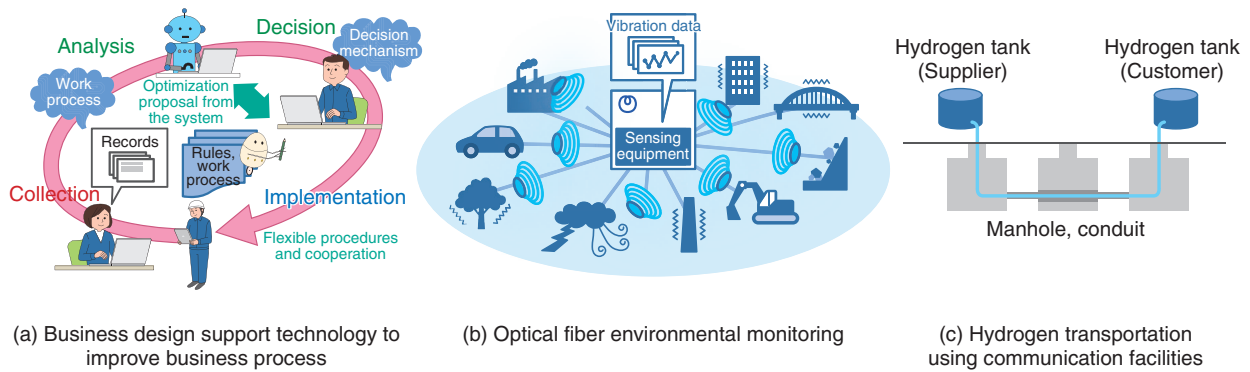 Analysis
Decision
Decision
mechanism
Work
process
Optimization
proposal from
the system
Records
Rules,
work
process
Collection
Implementation
Flexible procedures
and cooperation
(a) Business design support technology to
improve business process
Vibration data
Sensing
equipment
(b) Optical fiber environmental monitoring
Hydrogen tank
(Supplier)
Hydrogen tank
(Customer)
Manhole, conduit
(c) Hydrogen transportation
using communication facilities